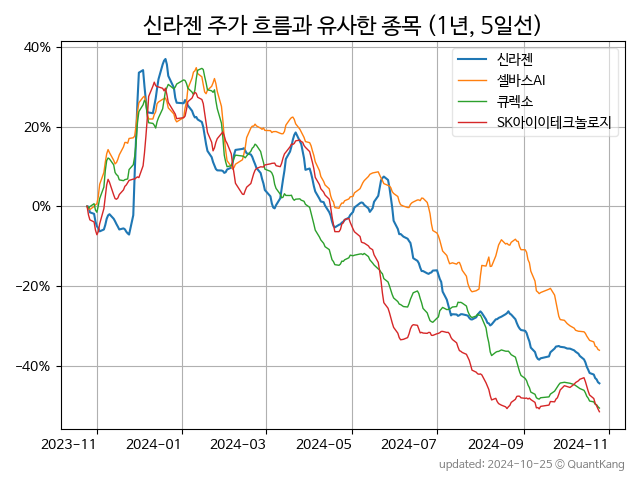 신라젠 주가 흐름과 유사한 종목 (1년, 5일선)
40%
20%
0%
−20%
−40%
신라젠
셀바스AI
큐렉소
SK아이이테크놀로지
2023−11
2024−01
2024−03
2024−05
2024−07
2024−09
2024−11
updated: 2024-10-25 © QuantKang